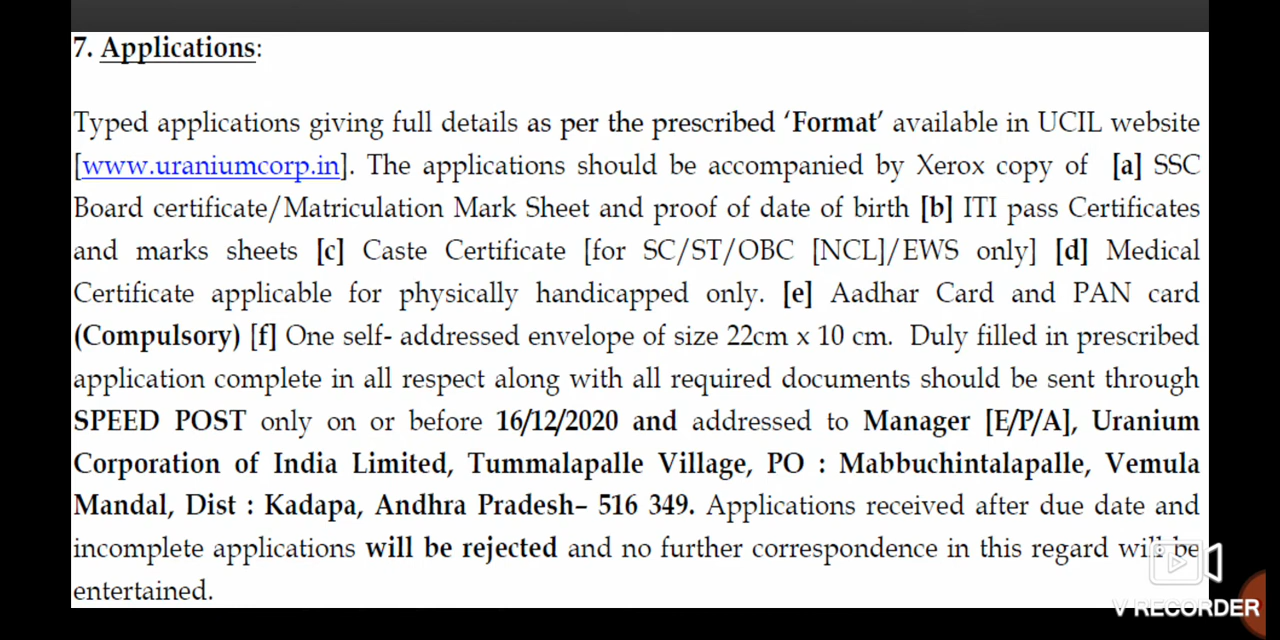 7. Applications:
Typed applications giving full details as per the prescribed ‘Format’ available in UCIL website
[www.uraniumcorp.in]. The applications should be accompanied by Xerox copy of [a] SSC
Board certificate/Matriculation Mark Sheet and proof of date of birth [b] ITI pass Certificates
and marks sheets [c] Caste Certificate [for SC/ST/OBC [NCL]/EWS only] [d] Medical
Certificate applicable for physically handicapped only. [e] Aadhar Card and PAN card
(Compulsory) [f] One self- addressed envelope of size 22cm x 10 cm. Duly filled in prescribed
application complete in all respect along with all required documents should be sent through
SPEED POST only on or before 16/12/2020 and addressed to Manager [E/P/A], Uranium
Corporation of India Limited, Tummalapalle Village, PO : Mabbuchintalapalle, Vemula
Mandal, Dist : Kadapa, Andhra Pradesh– 516 349. Applications received after due date and
incomplete applications will be rejected and no further correspondence in this regard will be
entertained.
V RECORDER